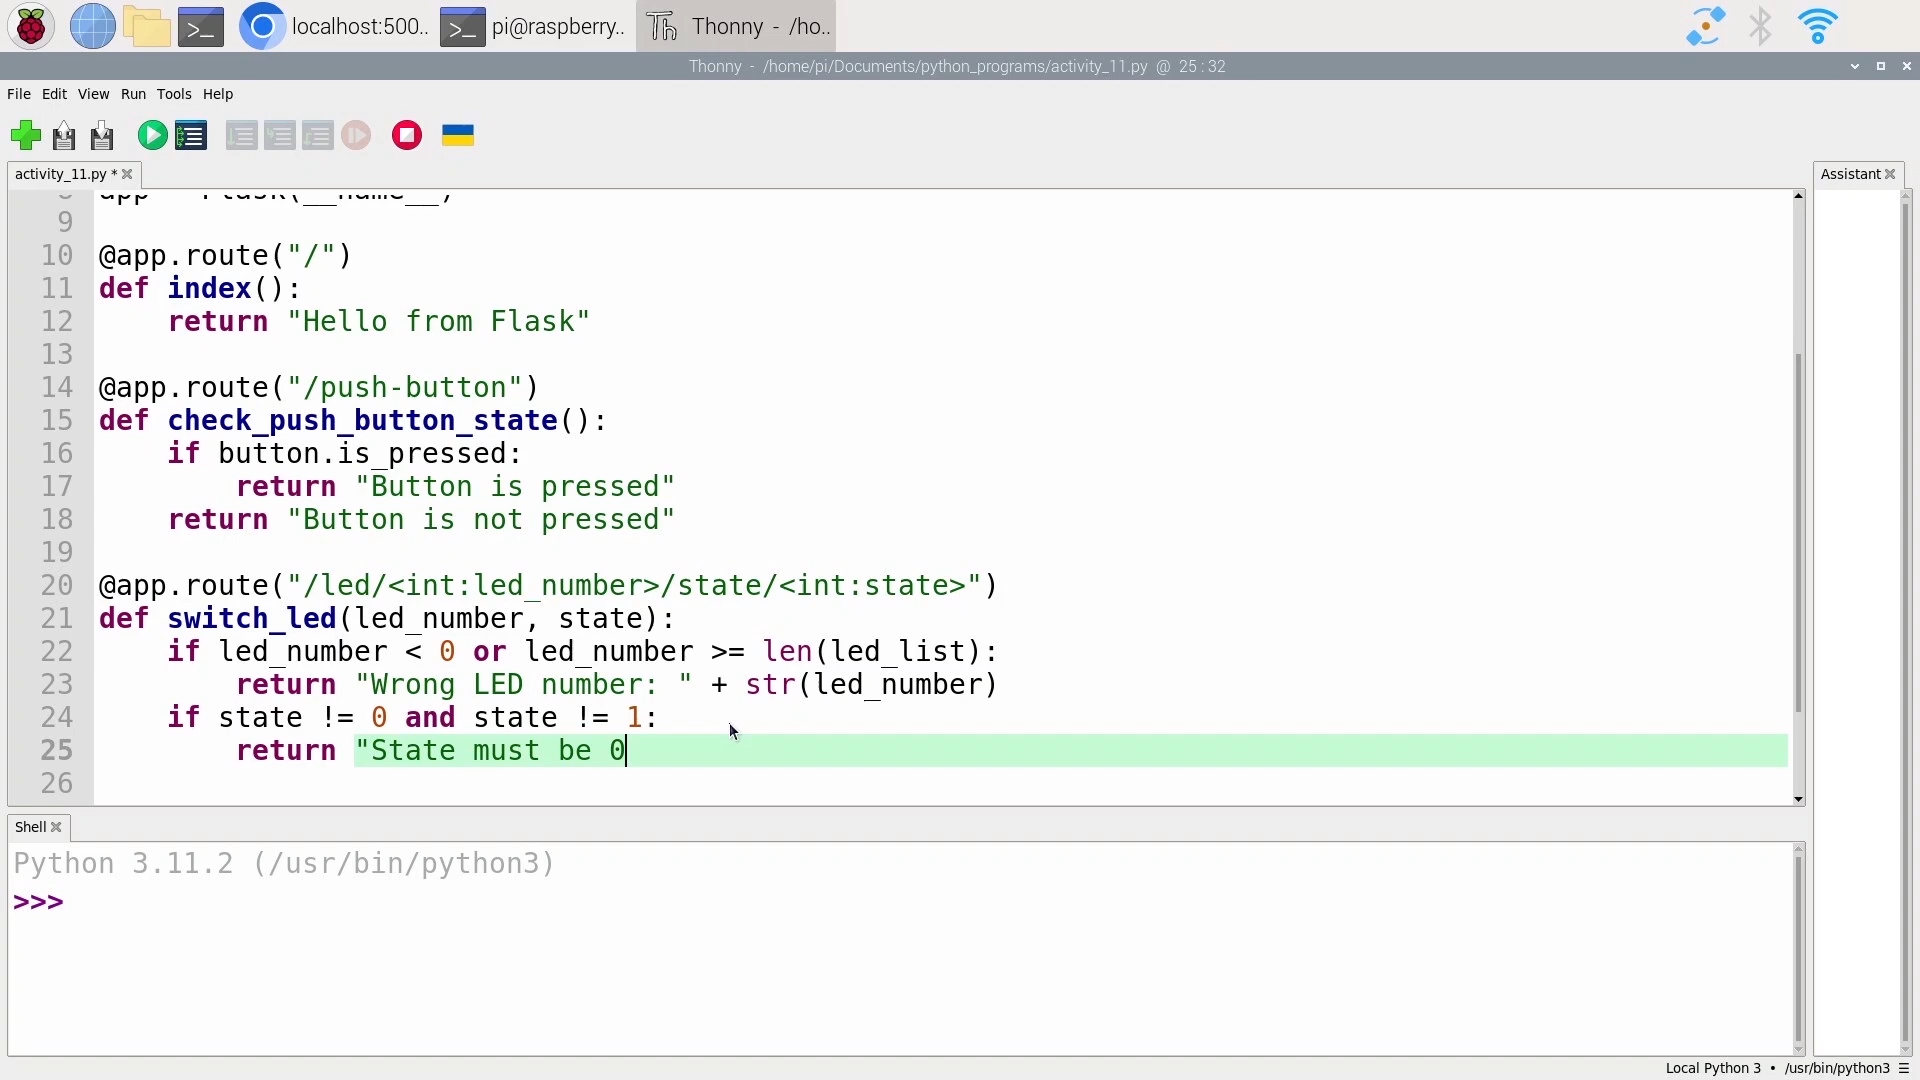 localhost:500..
pi@raspberry..
Th Thonny - /ho..
Thonny - /home/pi/Documents/python_programs/activity_11.py @ 25 : 32
File Edit View Run Tools Help
activity_11.py *
Assistant
8 app = Flask(__name__)
9
10 @app.route("/")
11 def index():
12     return "Hello from Flask"
13
14 @app.route("/push-button")
15 def check_push_button_state():
16     if button.is_pressed:
17         return "Button is pressed"
18     return "Button is not pressed"
19
20 @app.route("/led/<int:led_number>/state/<int:state>")
21 def switch_led(led_number, state):
22     if led_number < 0 or led_number >= len(led_list):
23         return "Wrong LED number: " + str(led_number)
24     if state != 0 and state != 1:
25         return "State must be 0
26
Shell
Python 3.11.2 (/usr/bin/python3)
>>>
Local Python 3 • /usr/bin/python3 ☰